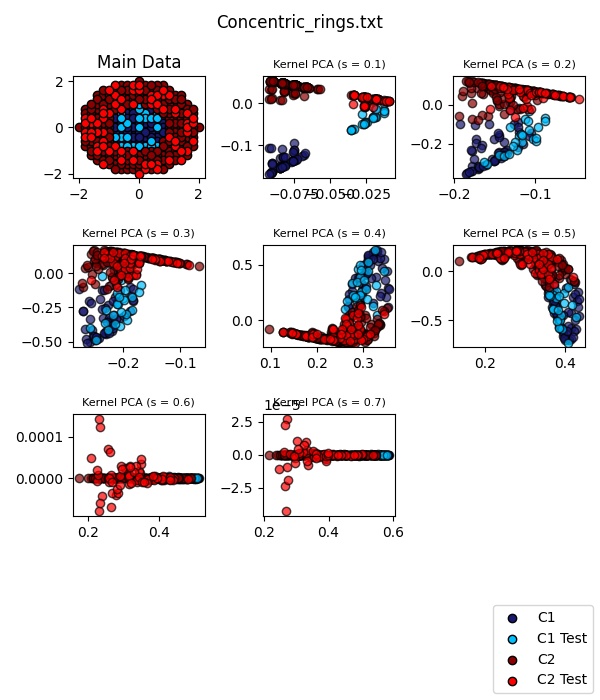 Concentric_rings.txt
Main Data
Kernel PCA (s = 0.1)
Kernel PCA (s = 0.2)
2
0
−2
−2 0 2
0.0
−0.1
−0.075 −0.050 −0.025
0.0
−0.2
−0.2 −0.1
Kernel PCA (s = 0.3)
Kernel PCA (s = 0.4)
Kernel PCA (s = 0.5)
0.00
−0.25
−0.50
−0.2 −0.1
0.5
0.0
0.1 0.2 0.3
0.0
−0.5
0.2 0.4
Kernel PCA (s = 0.6)
Kernel PCA (s = 0.7)
0.0001
0.0000
0.2 0.4
1e−5
2.5
0.0
−2.5
0.2 0.4 0.6
C1
C1 Test
C2
C2 Test